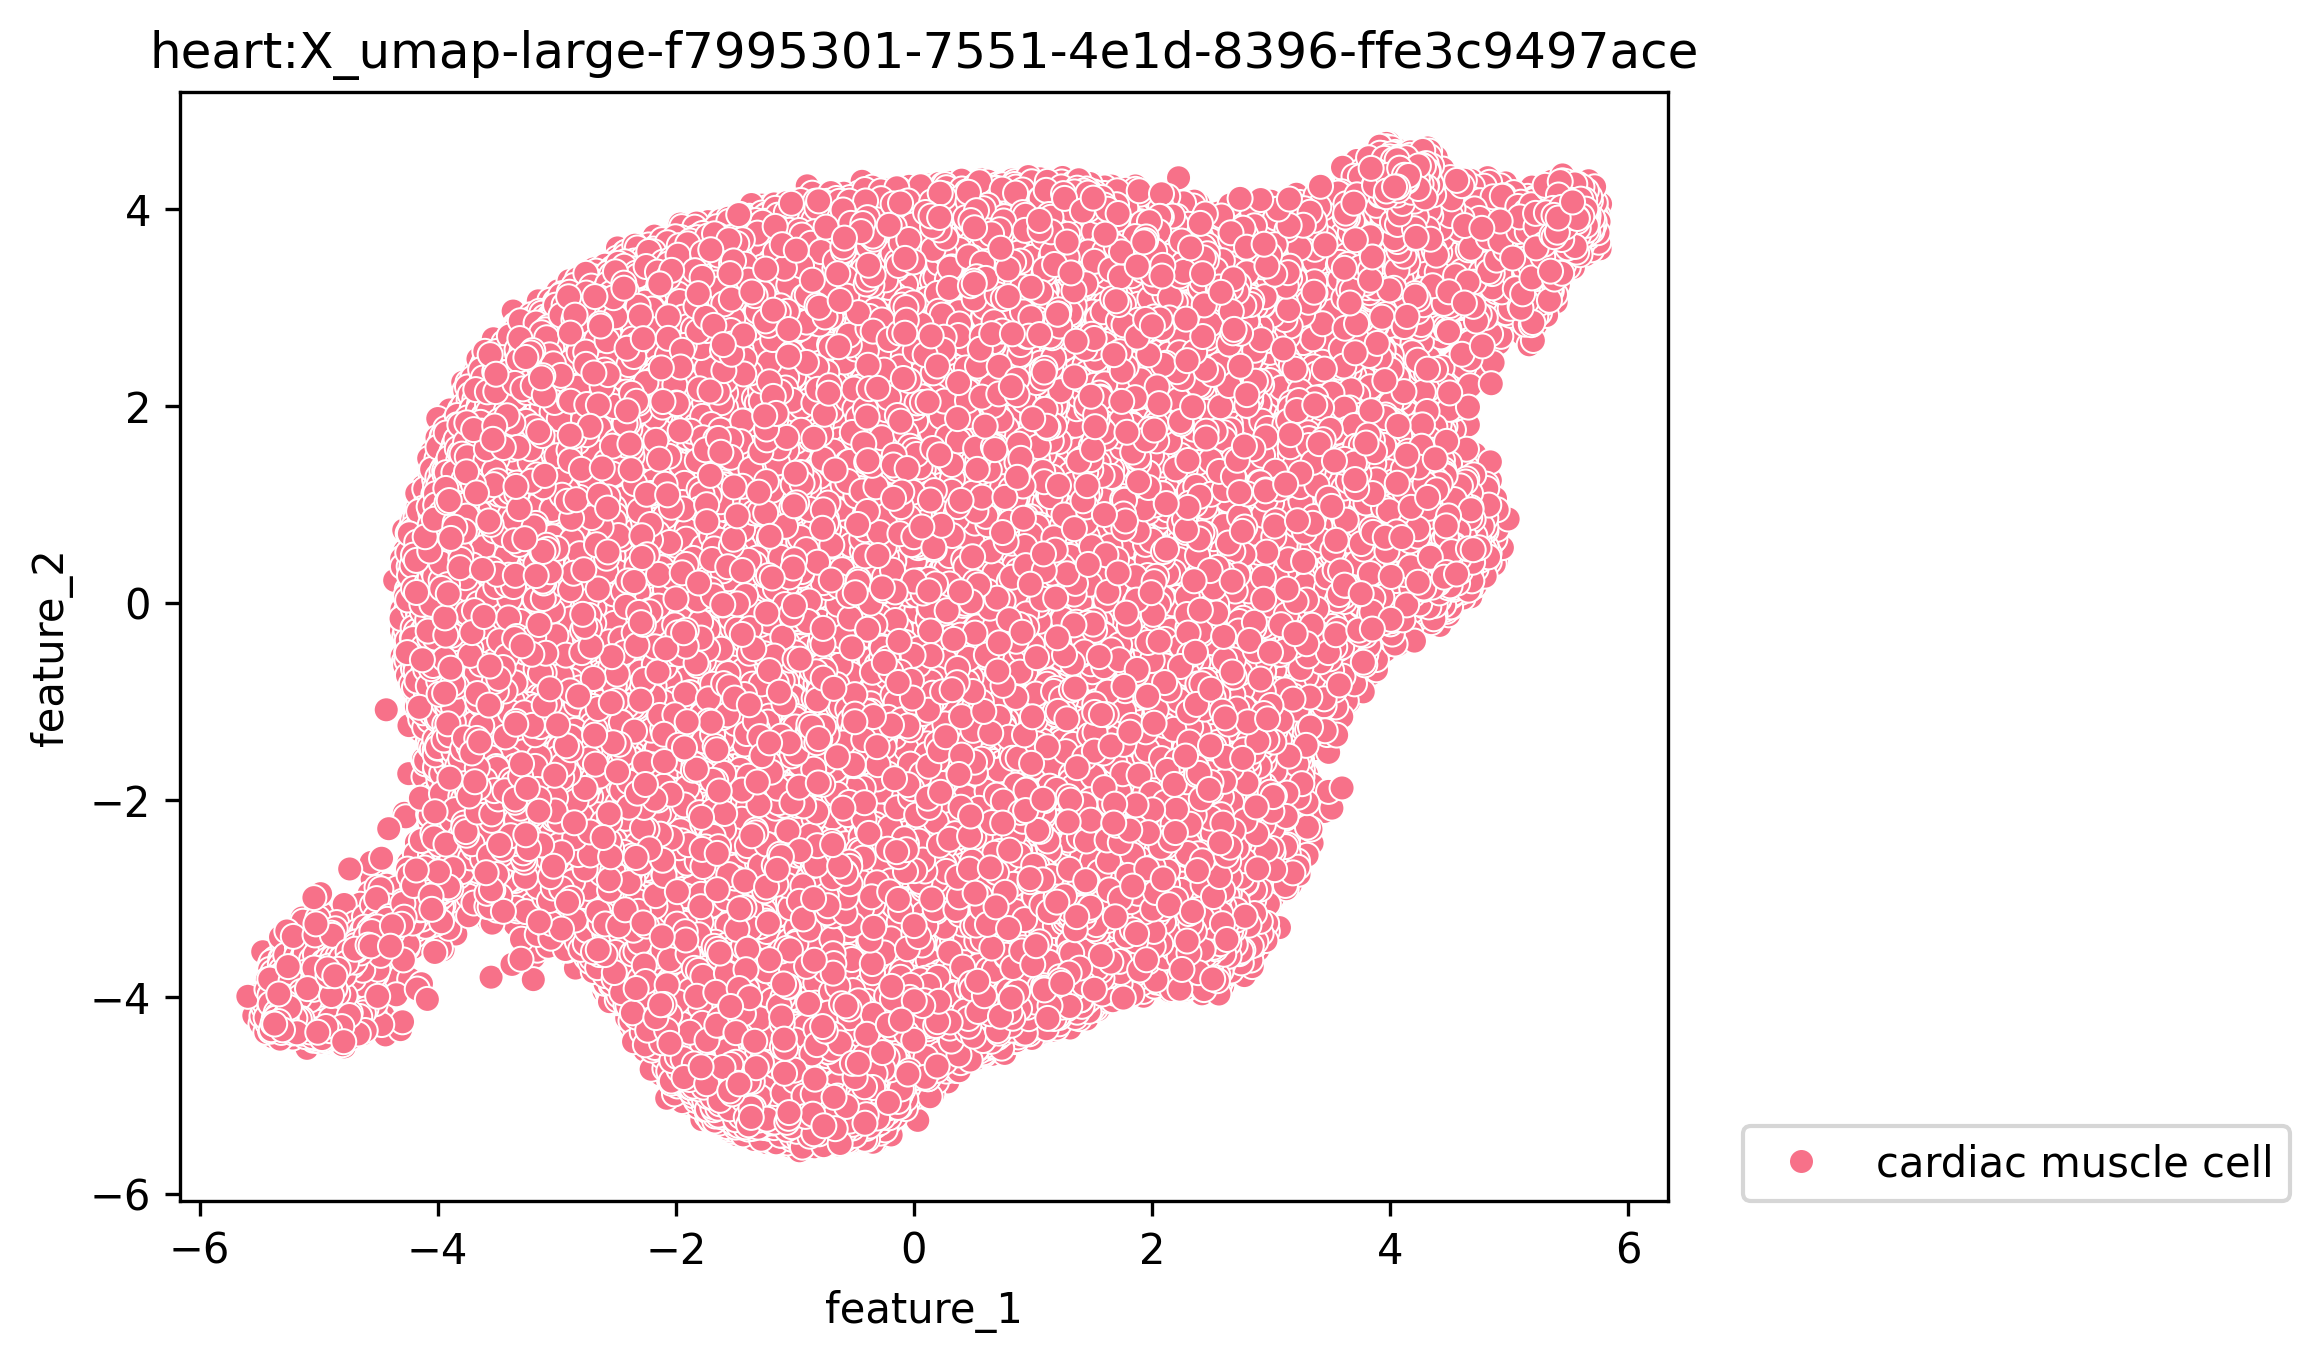 heart:X_umap-large-f7995301-7551-4e1d-8396-ffe3c9497ace
feature_2
4
2
0
−2
−4
−6
−6 −4 −2 0 2 4 6
feature_1
cardiac muscle cell